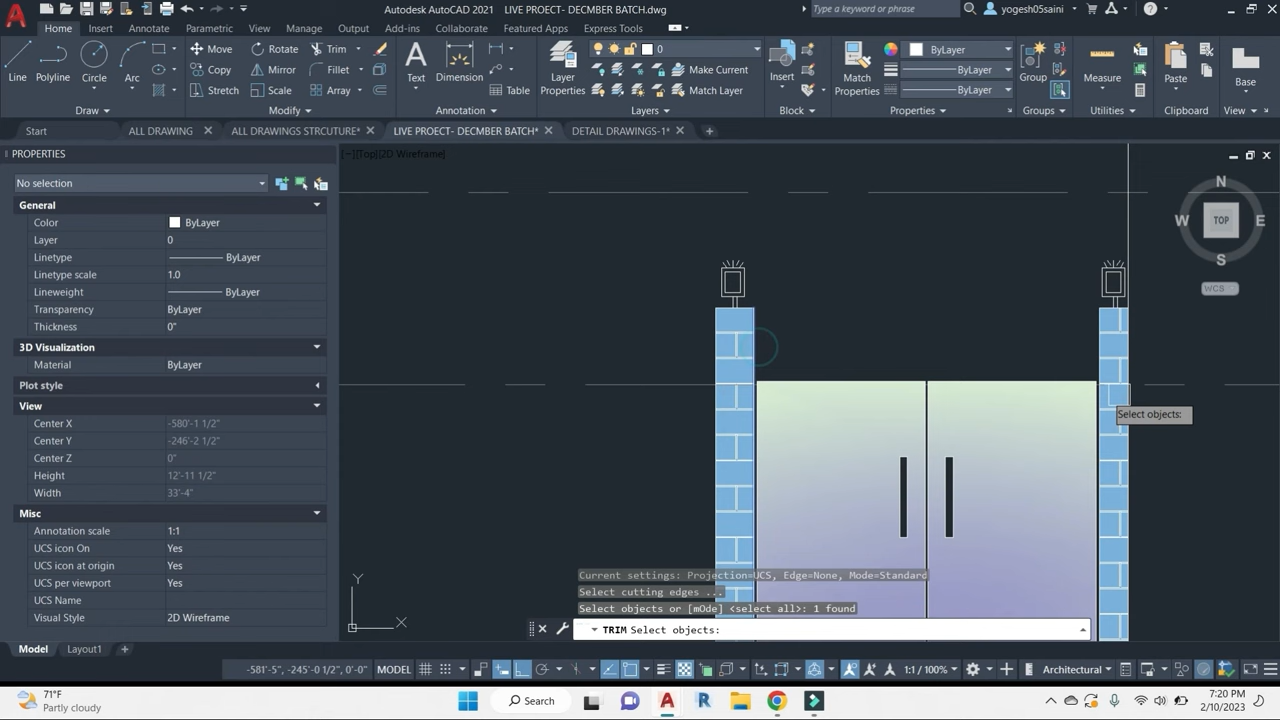 Autodesk AutoCAD 2021 LIVE PROECT- DECMBER BATCH.dwg
Type a keyword or phrase
yogesh05saini
Home Insert Annotate Parametric View Manage Output Add-ins Collaborate Featured Apps
Line Polyline Circle Arc
Move Rotate Trim
Copy Mirror Fillet
Stretch Scale Array
Text Dimension Table
Layer Properties
0
Make Current
Match Layer
Insert
Match Properties
ByLayer
ByLayer
ByLayer
Group Measure Paste Base
Draw Modify Annotation Layers Block Properties Groups Utilities Clipboard View
Start ALL DRAWING ALL DRAWINGS STRCUTURE* LIVE PROECT- DECMBER BATCH* DETAIL DRAWINGS-1*
PROPERTIES
[−][Top][2D Wireframe]
No selection
General
Color ByLayer
Layer 0
Linetype ByLayer
Linetype scale 1.0
Lineweight ByLayer
Transparency ByLayer
Thickness 0"
3D Visualization
Material ByLayer
Plot style
View
Center X -580'-1 1/2"
Center Y -246'-2 1/2"
Center Z 0"
Height 12'-11 1/2"
Width 33'-4"
Misc
Annotation scale 1:1
UCS icon On Yes
UCS icon at origin Yes
UCS per viewport Yes
UCS Name
Visual Style 2D Wireframe
N
W TOP E
S
WCS
Select objects:
Y
X
Current settings: Projection=UCS, Edge=None, Mode=Standard
Select cutting edges ...
Select objects or [mOde] <select all>: 1 found
TRIM Select objects:
Model Layout1
-581'-5", -245'-0 1/2", 0'-0" MODEL 1:1 / 100% Architectural
71°F
Partly cloudy
Search
7:20 PM
2/10/2023